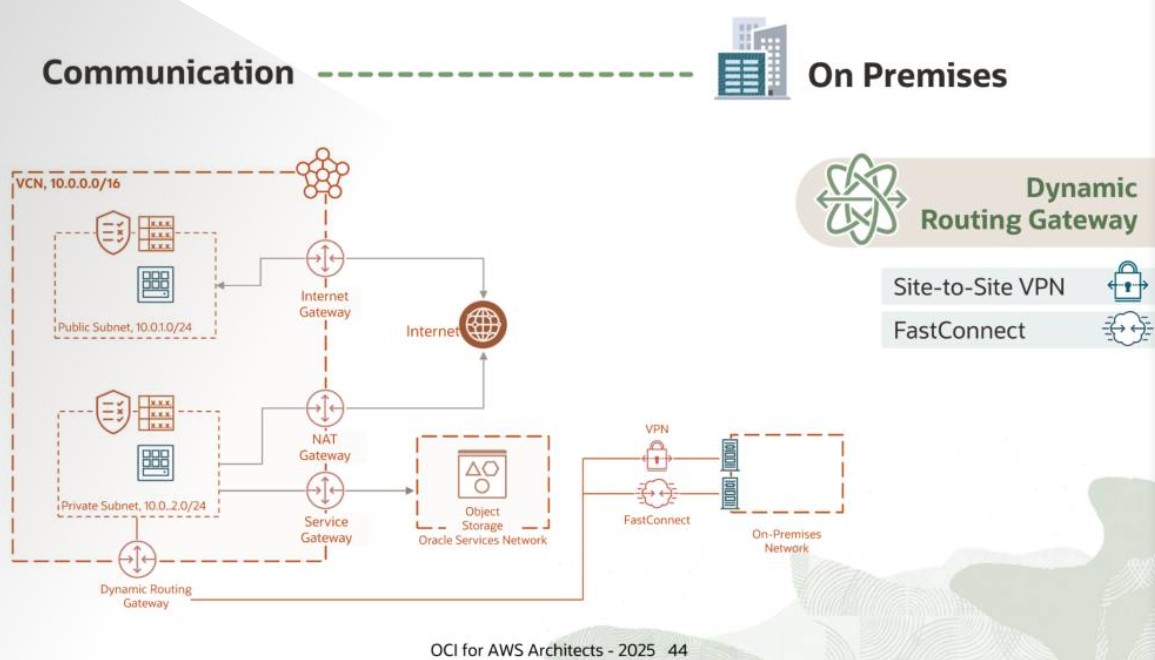 Communication
On Premises
VCN, 10.0.0.0/16
Dynamic
Routing Gateway
Site-to-Site VPN
FastConnect
Public Subnet, 10.0.1.0/24
Internet
Gateway
Internet
NAT
Gateway
Private Subnet, 10.0..2.0/24
Service
Gateway
Object
Storage
Oracle Services Network
VPN
FastConnect
On-Premises
Network
Dynamic Routing
Gateway
OCI for AWS Architects - 2025 44